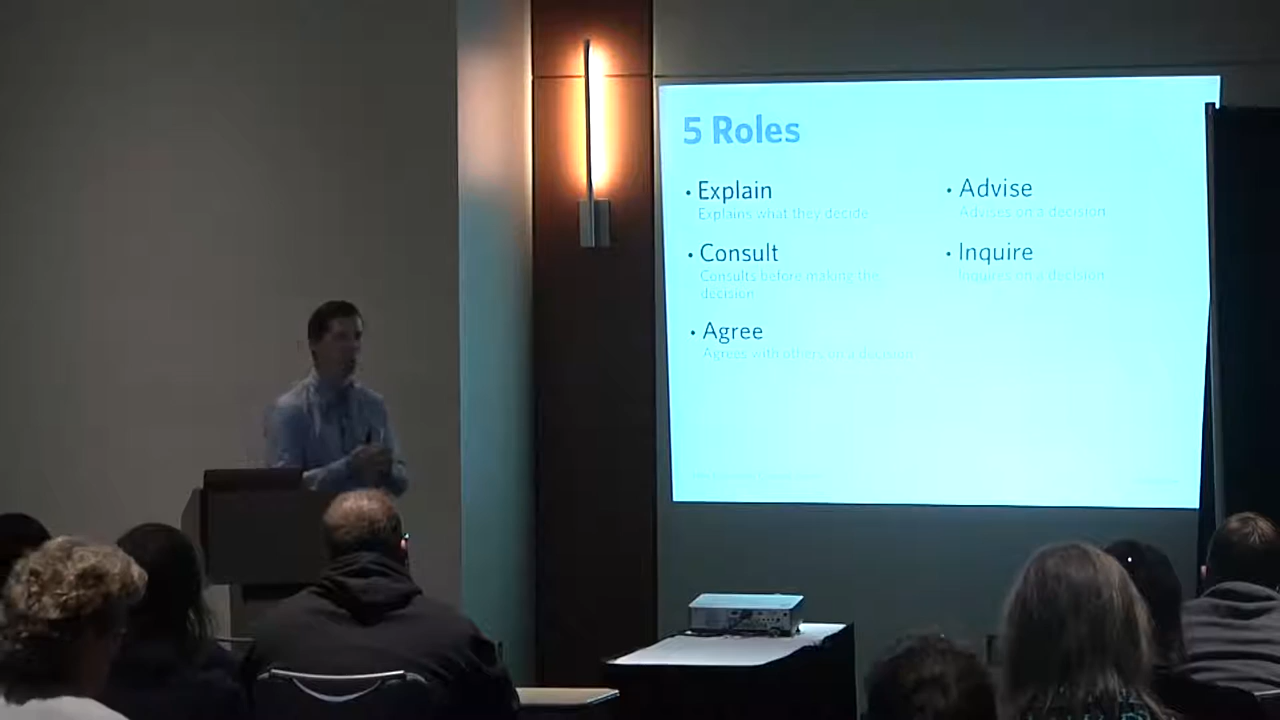 5 Roles
• Explain
Explains what they decide
• Consult
Consults before making the
decision
• Agree
Agrees with others on a decision
• Advise
Advises on a decision
• Inquire
Inquires on a decision